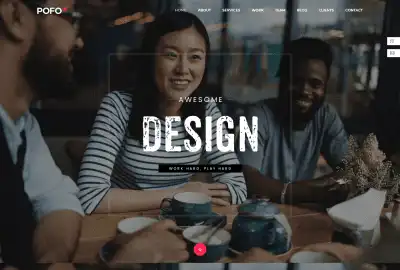 POFO
HOME ABOUT SERVICES WORK TEAM BLOG CLIENTS CONTACT
AWESOME
DESIGN
WORK HARD, PLAY HARD